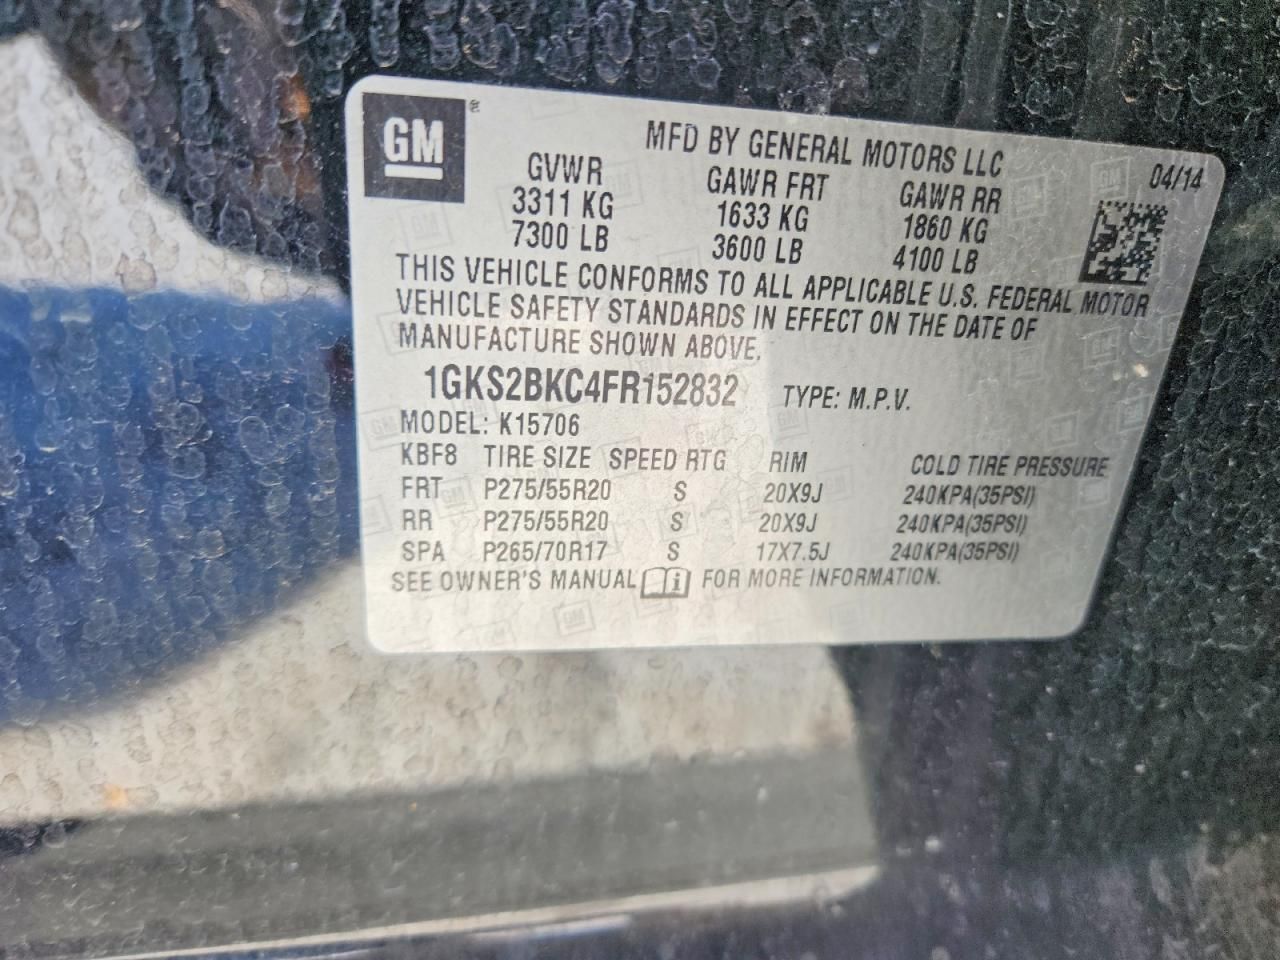 GM®
MFD BY GENERAL MOTORS LLC
04/14
GVWR GAWR FRT GAWR RR
3311 KG 1633 KG 1860 KG
7300 LB 3600 LB 4100 LB
THIS VEHICLE CONFORMS TO ALL APPLICABLE U.S. FEDERAL MOTOR
VEHICLE SAFETY STANDARDS IN EFFECT ON THE DATE OF
MANUFACTURE SHOWN ABOVE.
1GKS2BKC4FR152832 TYPE: M.P.V.
MODEL: K15706
KBF8 TIRE SIZE SPEED RTG RIM COLD TIRE PRESSURE
FRT P275/55R20 S 20X9J 240KPA(35PSI)
RR P275/55R20 S 20X9J 240KPA(35PSI)
SPA P265/70R17 S 17X7.5J 240KPA(35PSI)
SEE OWNER'S MANUAL i FOR MORE INFORMATION.